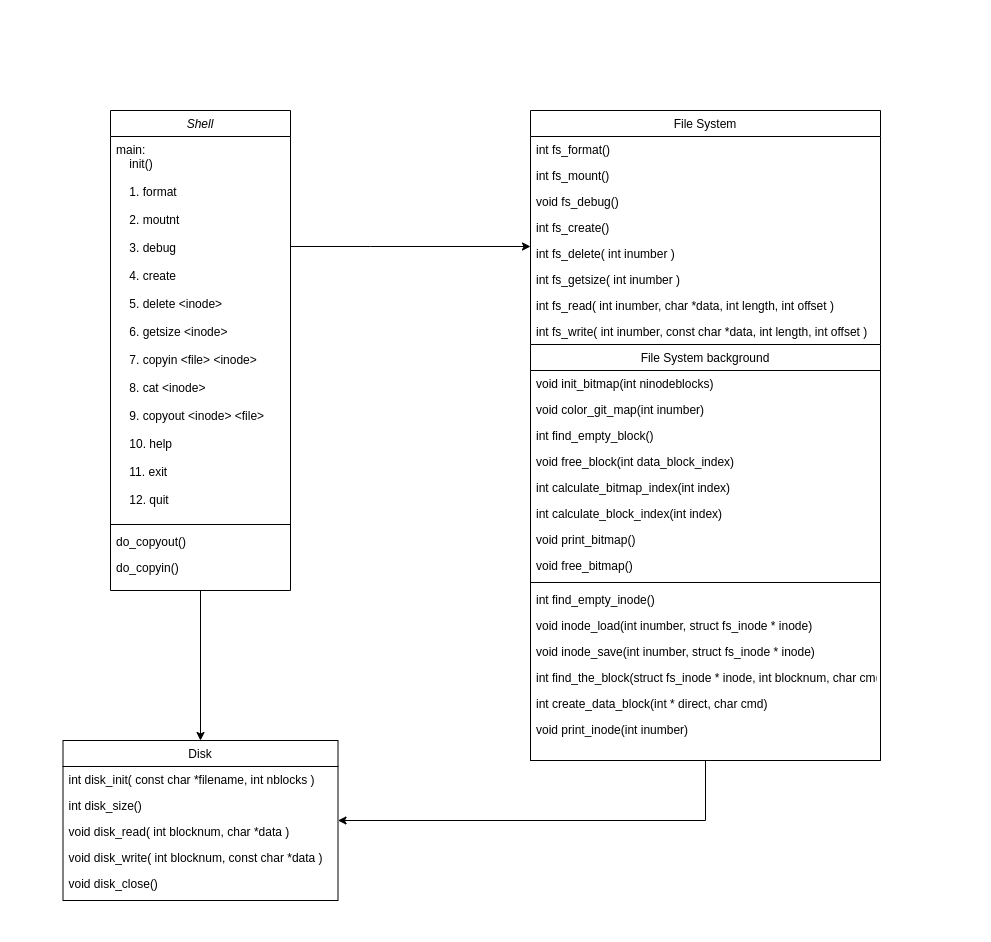 Shell
main:
init()
1. format
2. moutnt
3. debug
4. create
5. delete <inode>
6. getsize <inode>
7. copyin <file> <inode>
8. cat <inode>
9. copyout <inode> <file>
10. help
11. exit
12. quit
do_copyout()
do_copyin()
File System
int fs_format()
int fs_mount()
void fs_debug()
int fs_create()
int fs_delete( int inumber )
int fs_getsize( int inumber )
int fs_read( int inumber, char *data, int length, int offset )
int fs_write( int inumber, const char *data, int length, int offset )
File System background
void init_bitmap(int ninodeblocks)
void color_git_map(int inumber)
int find_empty_block()
void free_block(int data_block_index)
int calculate_bitmap_index(int index)
int calculate_block_index(int index)
void print_bitmap()
void free_bitmap()
int find_empty_inode()
void inode_load(int inumber, struct fs_inode * inode)
void inode_save(int inumber, struct fs_inode * inode)
int find_the_block(struct fs_inode * inode, int blocknum, char
int create_data_block(int * direct, char cmd)
void print_inode(int inumber)
Disk
int disk_init( const char *filename, int nblocks )
int disk_size()
void disk_read( int blocknum, char *data )
void disk_write( int blocknum, const char *data )
void disk_close()